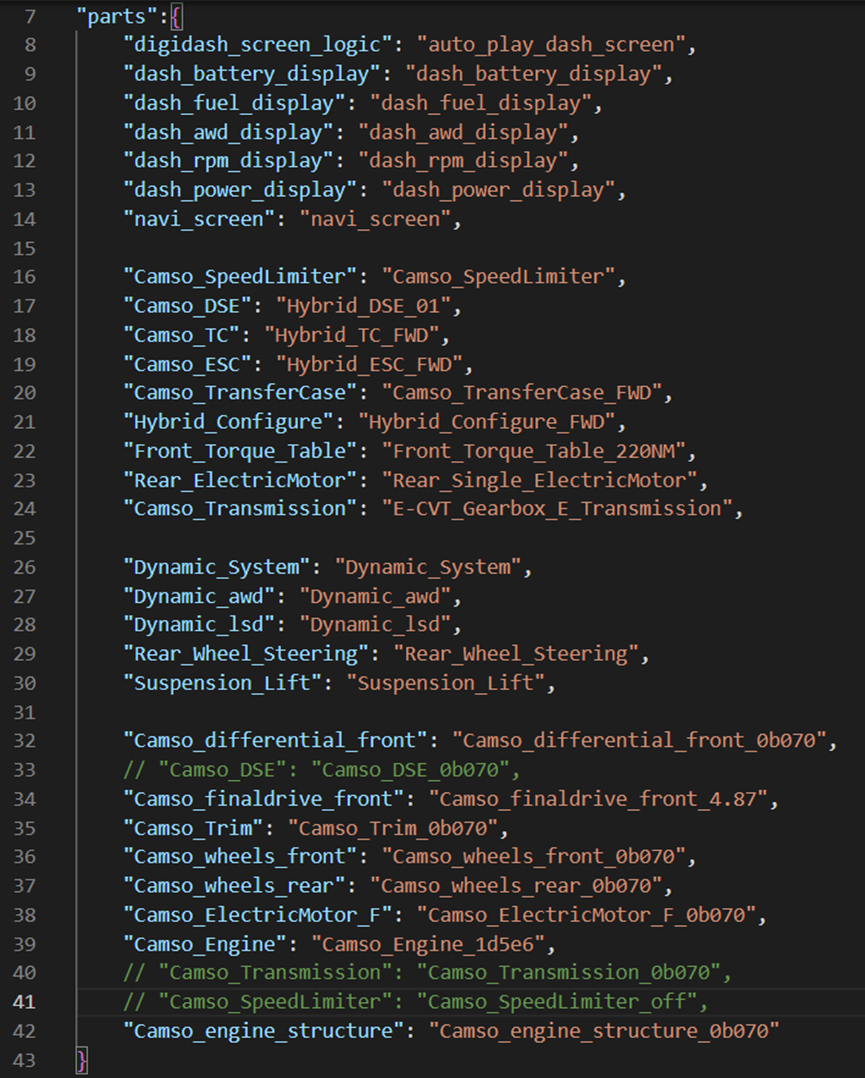 7 "parts":{
8 "digidash_screen_logic": "auto_play_dash_screen",
9 "dash_battery_display": "dash_battery_display",
10 "dash_fuel_display": "dash_fuel_display",
11 "dash_awd_display": "dash_awd_display",
12 "dash_rpm_display": "dash_rpm_display",
13 "dash_power_display": "dash_power_display",
14 "navi_screen": "navi_screen",
15
16 "Camso_SpeedLimiter": "Camso_SpeedLimiter",
17 "Camso_DSE": "Hybrid_DSE_01",
18 "Camso_TC": "Hybrid_TC_FWD",
19 "Camso_ESC": "Hybrid_ESC_FWD",
20 "Camso_TransferCase": "Camso_TransferCase_FWD",
21 "Hybrid_Configure": "Hybrid_Configure_FWD",
22 "Front_Torque_Table": "Front_Torque_Table_220NM",
23 "Rear_ElectricMotor": "Rear_Single_ElectricMotor",
24 "Camso_Transmission": "E-CVT_Gearbox_E_Transmission",
25
26 "Dynamic_System": "Dynamic_System",
27 "Dynamic_awd": "Dynamic_awd",
28 "Dynamic_lsd": "Dynamic_lsd",
29 "Rear_Wheel_Steering": "Rear_Wheel_Steering",
30 "Suspension_Lift": "Suspension_Lift",
31
32 "Camso_differential_front": "Camso_differential_front_0b070",
33 // "Camso_DSE": "Camso_DSE_0b070",
34 "Camso_finaldrive_front": "Camso_finaldrive_front_4.87",
35 "Camso_Trim": "Camso_Trim_0b070",
36 "Camso_wheels_front": "Camso_wheels_front_0b070",
37 "Camso_wheels_rear": "Camso_wheels_rear_0b070",
38 "Camso_ElectricMotor_F": "Camso_ElectricMotor_F_0b070",
39 "Camso_Engine": "Camso_Engine_1d5e6",
40 // "Camso_Transmission": "Camso_Transmission_0b070",
41 // "Camso_SpeedLimiter": "Camso_SpeedLimiter_off",
42 "Camso_engine_structure": "Camso_engine_structure_0b070"
43 }